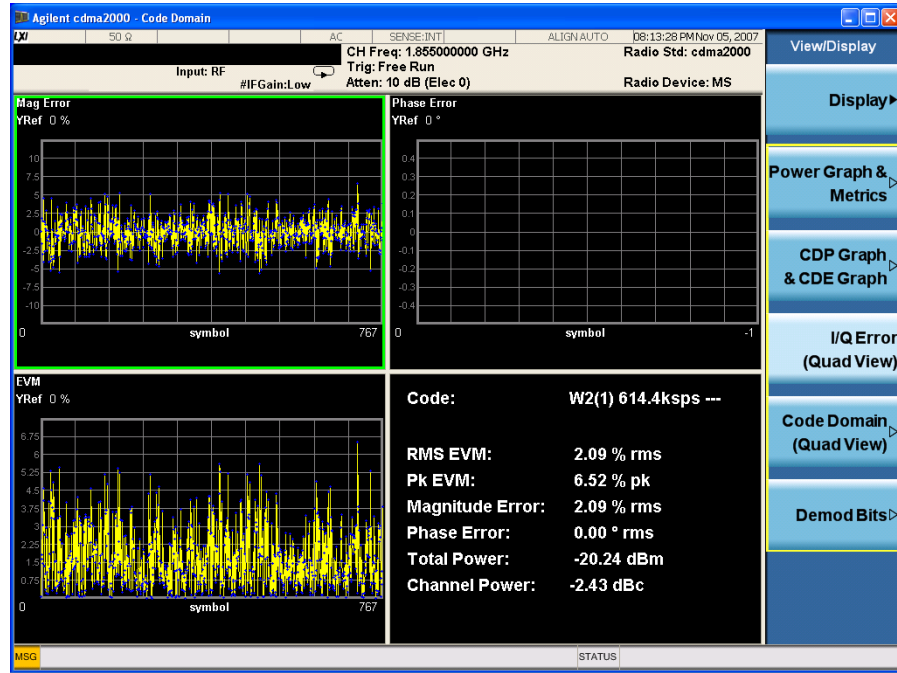 Agilent cdma2000 - Code Domain
LXI 50 Ω AC SENSE:INT ALIGN AUTO 08:13:28 PM Nov 05, 2007
CH Freq: 1.855000000 GHz Radio Std: cdma2000
Trig: Free Run
Input: RF
#IFGain:Low Atten: 10 dB (Elec 0) Radio Device: MS
View/Display
Display
Power Graph & Metrics
CDP Graph & CDE Graph
I/Q Error (Quad View)
Code Domain (Quad View)
Demod Bits
Mag Error
YRef 0 %
10
7.5
5
2.5
0
-2.5
-5
-7.5
-10
0 symbol 767
Phase Error
YRef 0 °
0.4
0.3
0.2
0.1
0
-0.1
-0.2
-0.3
-0.4
0 symbol -1
EVM
YRef 0 %
6.75
6
5.25
4.5
3.75
3
2.25
1.5
0.75
0 symbol 767
Code: W2(1) 614.4ksps ---
RMS EVM: 2.09 % rms
Pk EVM: 6.52 % pk
Magnitude Error: 2.09 % rms
Phase Error: 0.00 ° rms
Total Power: -20.24 dBm
Channel Power: -2.43 dBc
MSG STATUS